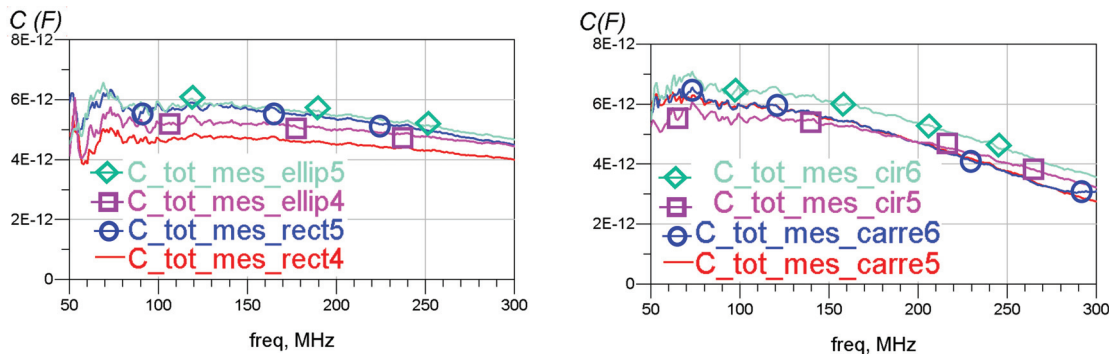 C (F)
8E-12
6E-12
4E-12
2E-12
0
C_tot_mes_ellip5
C_tot_mes_ellip4
C_tot_mes_rect5
C_tot_mes_rect4
50 100 150 200 250 300
freq, MHz
C(F)
8E-12
6E-12
4E-12
2E-12
0
C_tot_mes_cir6
C_tot_mes_cir5
C_tot_mes_carre6
C_tot_mes_carre5
50 100 150 200 250 300
freq, MHz